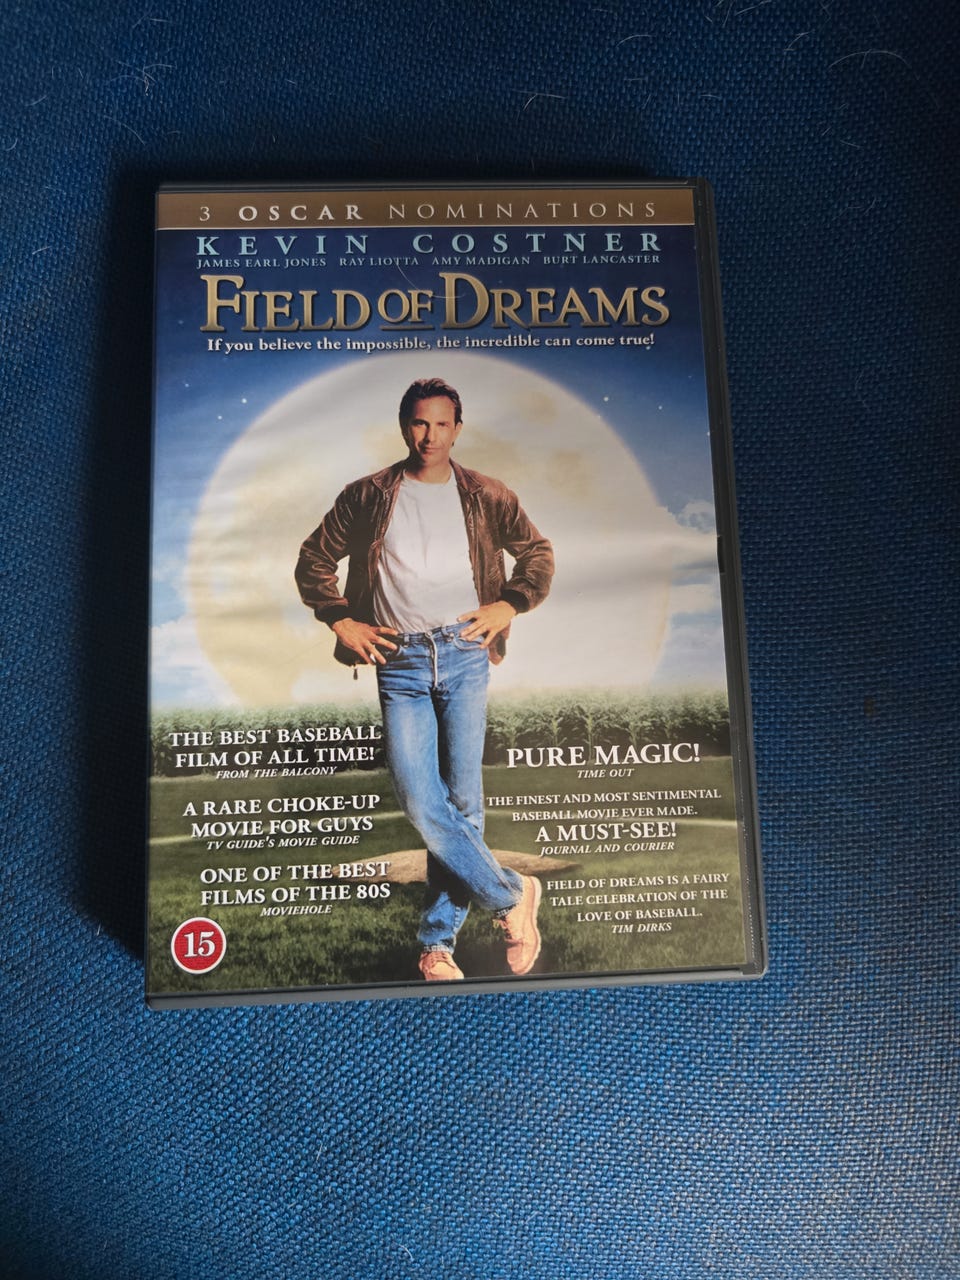 3 OSCAR NOMINATIONS
KEVIN COSTNER
JAMES EARL JONES RAY LIOTTA AMY MADIGAN BURT LANCASTER
FIELD OF DREAMS
If you believe the impossible, the incredible can come true!
THE BEST BASEBALL
FILM OF ALL TIME!
FROM THE BALCONY
A RARE CHOKE-UP
MOVIE FOR GUYS
TV GUIDE'S MOVIE GUIDE
ONE OF THE BEST
FILMS OF THE 80S
MOVIEHOLE
PURE MAGIC!
TIME OUT
THE FINEST AND MOST SENTIMENTAL
BASEBALL MOVIE EVER MADE.
A MUST-SEE!
JOURNAL AND COURIER
FIELD OF DREAMS IS A FAIRY
TALE CELEBRATION OF THE
LOVE OF BASEBALL.
TIM DIRKS
15